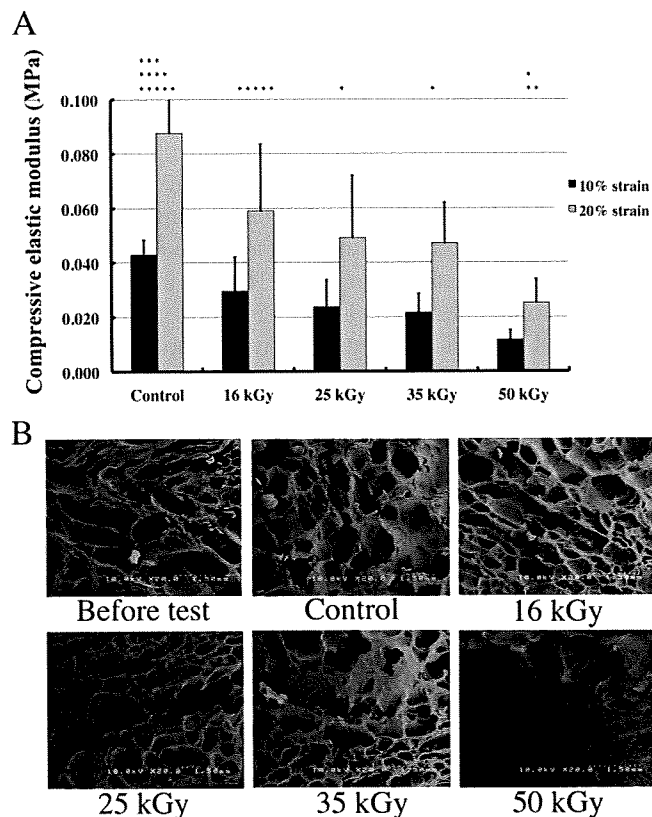 A
Compressive elastic modulus (MPa)
0.100
0.080
0.060
0.040
0.020
0.000
10% strain
20% strain
Control 16 kGy 25 kGy 35 kGy 50 kGy
B
Before test Control 16 kGy
25 kGy 35 kGy 50 kGy